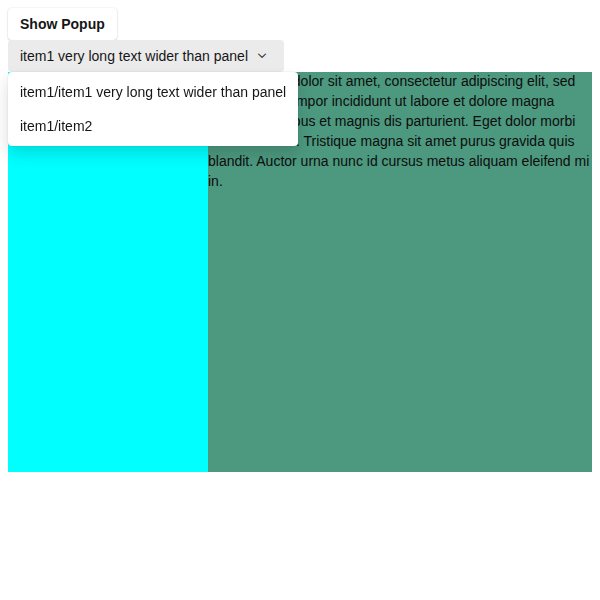 Show Popup
item1 very long text wider than panel
item1/item1 very long text wider than panel
item1/item2
dolor sit amet, consectetur adipiscing elit, sed
incididunt ut labore et dolore magna
et magnis dis parturient. Eget dolor morbi
Tristique magna sit amet purus gravida quis
blandit. Auctor urna nunc id cursus metus aliquam eleifend mi
in.